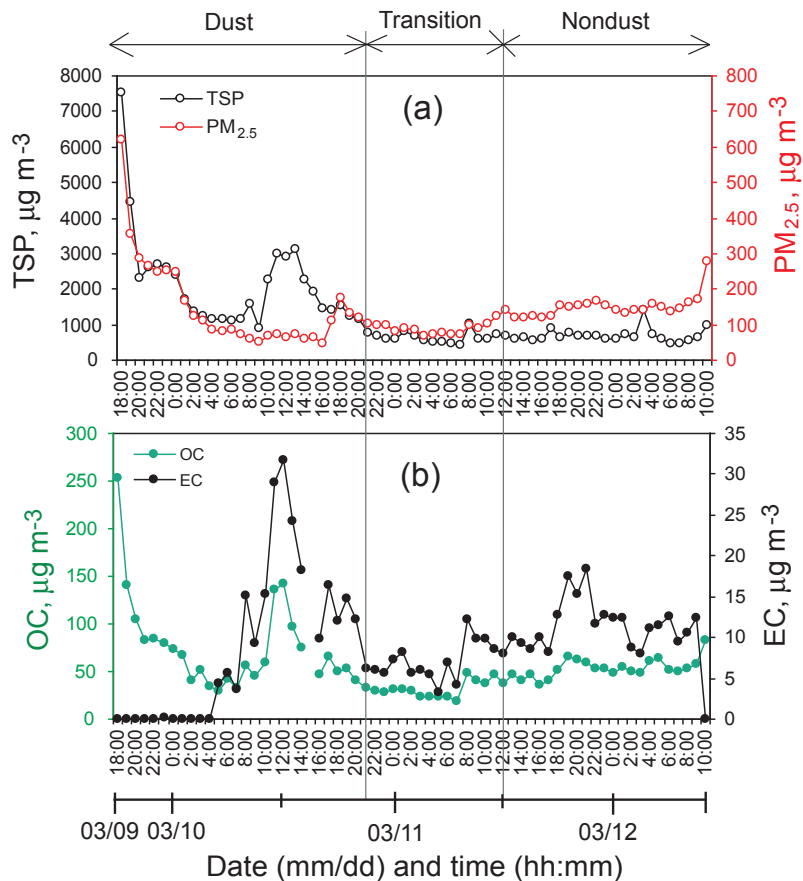 Dust Transition Nondust
(a)
TSP
PM2.5
TSP, μg m-3
8000
7000
6000
5000
4000
3000
2000
1000
0
PM2.5, μg m-3
800
700
600
500
400
300
200
100
0
18:00 20:00 22:00 0:00 2:00 4:00 6:00 8:00 10:00 12:00 14:00 16:00 18:00 20:00 22:00 0:00 2:00 4:00 6:00 8:00 10:00 12:00 14:00 16:00 18:00 20:00 22:00 0:00 2:00 4:00 6:00 8:00 10:00
(b)
OC
EC
OC, μg m-3
300
250
200
150
100
50
0
EC, μg m-3
35
30
25
20
15
10
5
0
18:00 20:00 22:00 0:00 2:00 4:00 6:00 8:00 10:00 12:00 14:00 16:00 18:00 20:00 22:00 0:00 2:00 4:00 6:00 8:00 10:00 12:00 14:00 16:00 18:00 20:00 22:00 0:00 2:00 4:00 6:00 8:00 10:00
03/09 03/10 03/11 03/12
Date (mm/dd) and time (hh:mm)